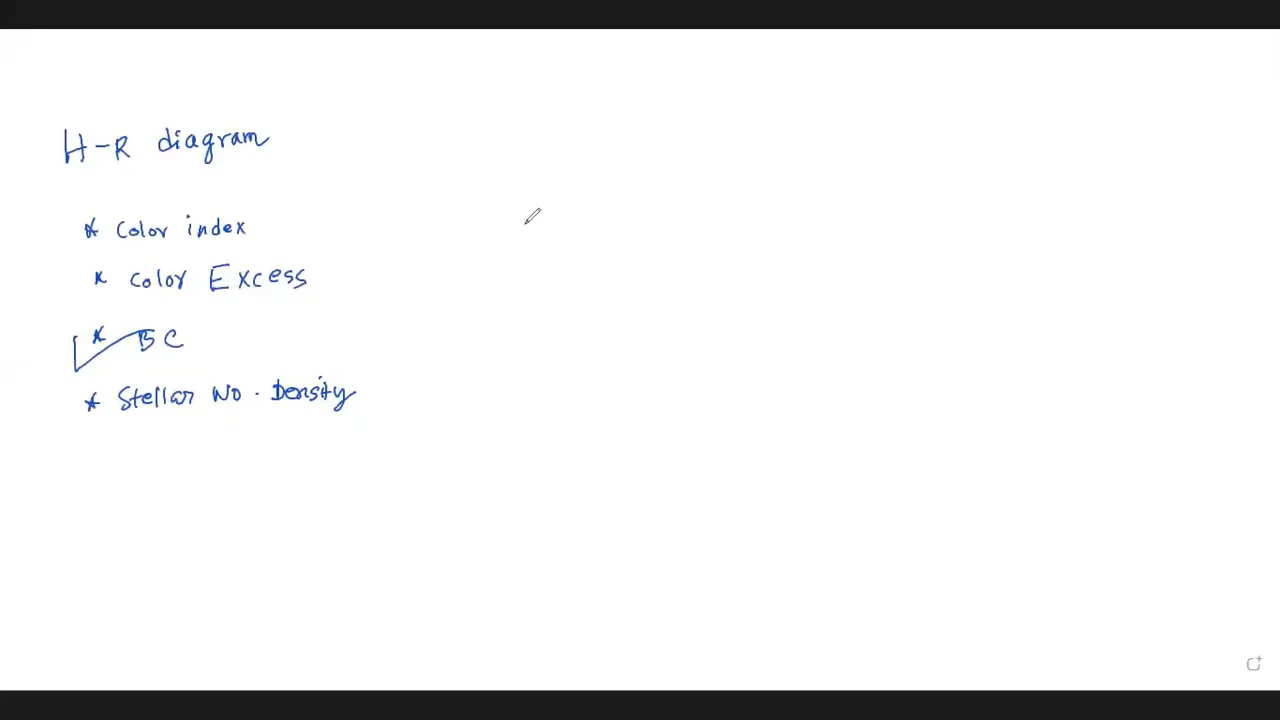 H-R diagram
* Color index
* Color Excess
* BC
* Stellar No. Density